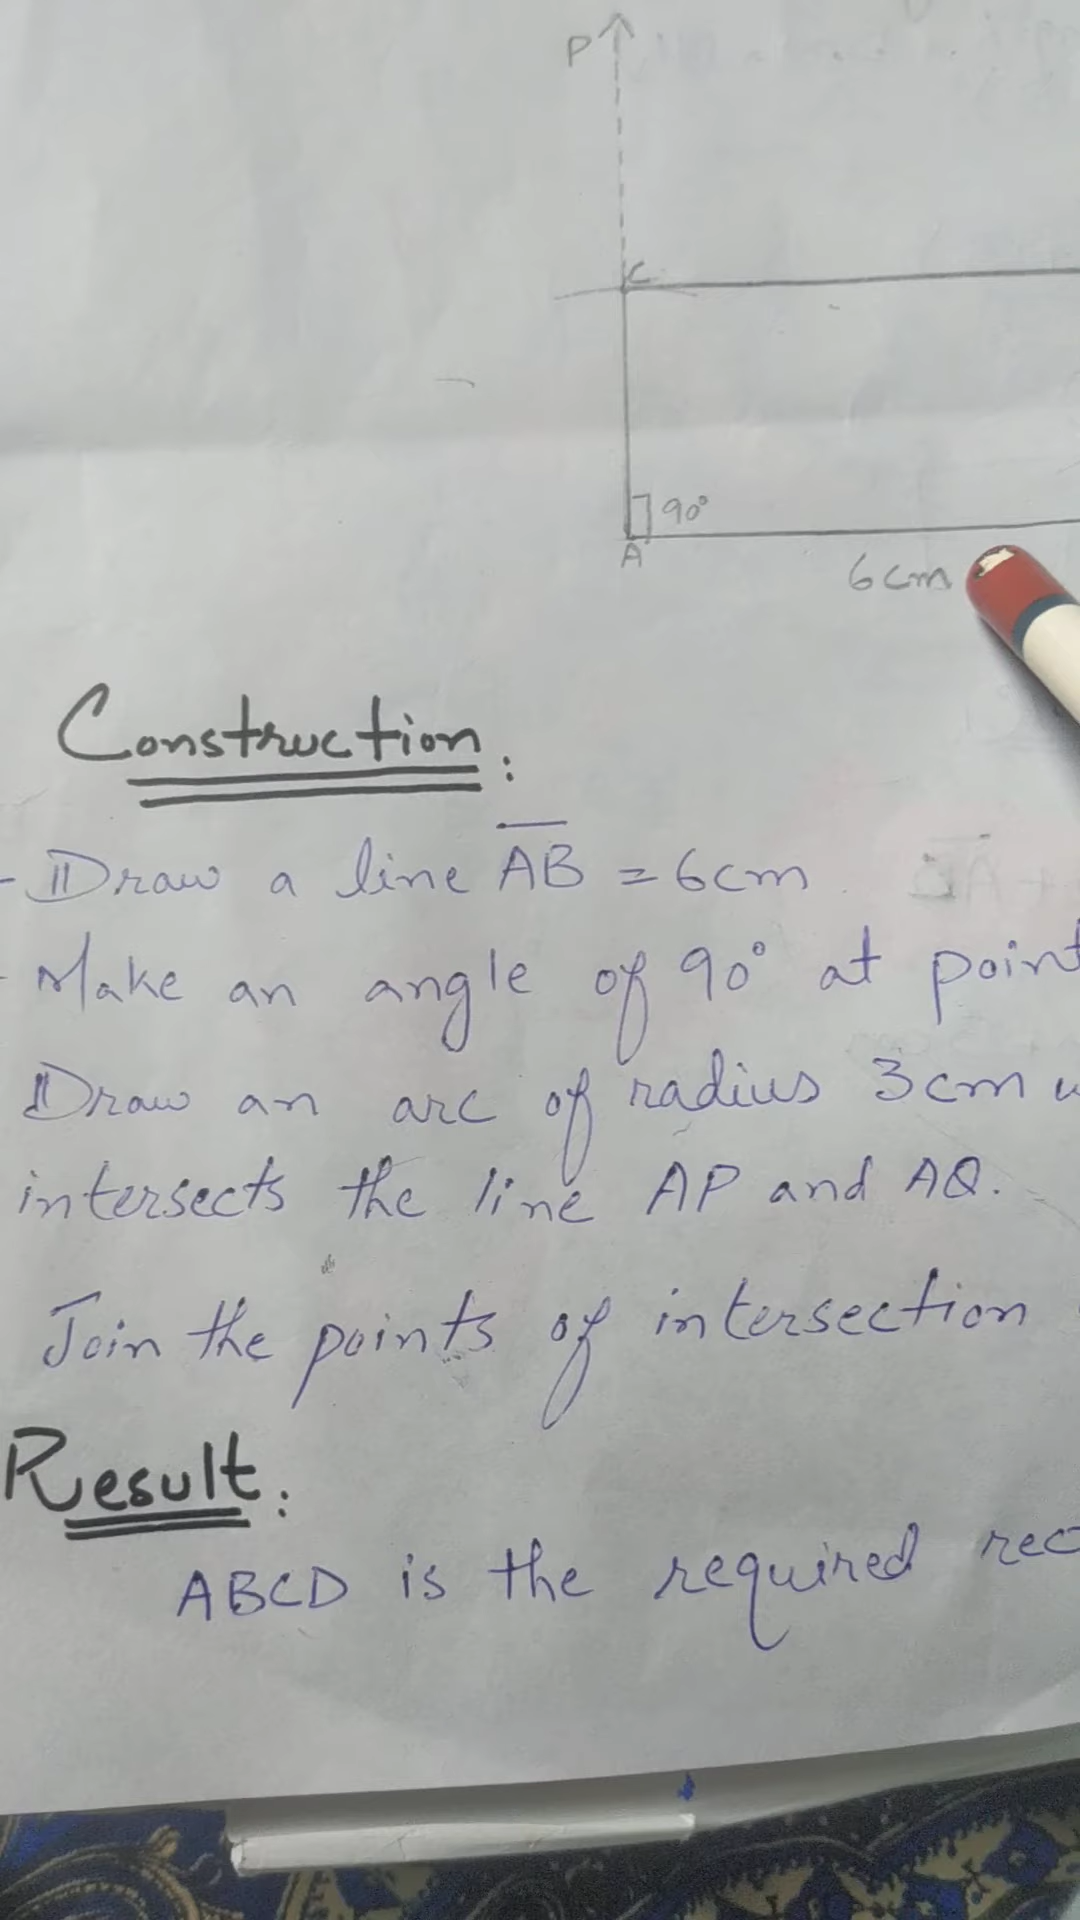 P
C
90°
A
6cm
Construction:
- Draw a line AB = 6cm.
- Make an angle of 90° at point
Draw an arc of radius 3cm
intersects the line AP and AQ.
Join the points of intersection
Result:
ABCD is the required rec